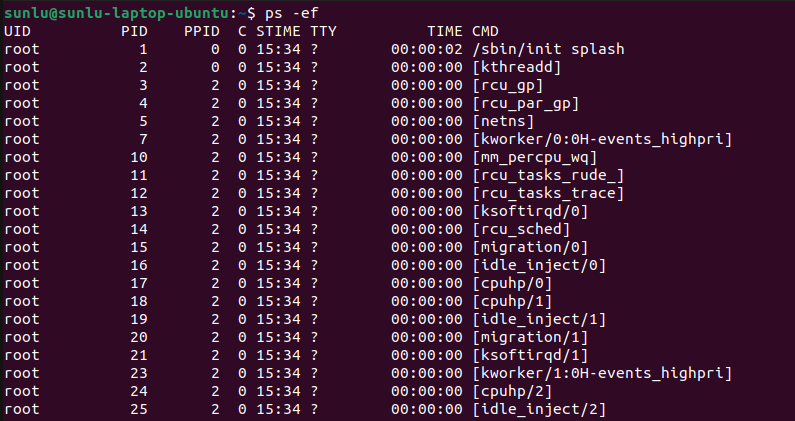 sunlu@sunlu-laptop-ubuntu:~$ ps -ef
UID          PID    PPID  C STIME TTY          TIME CMD
root           1       0  0 15:34 ?        00:00:02 /sbin/init splash
root           2       0  0 15:34 ?        00:00:00 [kthreadd]
root           3       2  0 15:34 ?        00:00:00 [rcu_gp]
root           4       2  0 15:34 ?        00:00:00 [rcu_par_gp]
root           5       2  0 15:34 ?        00:00:00 [netns]
root           7       2  0 15:34 ?        00:00:00 [kworker/0:0H-events_highpri]
root          10       2  0 15:34 ?        00:00:00 [mm_percpu_wq]
root          11       2  0 15:34 ?        00:00:00 [rcu_tasks_rude_]
root          12       2  0 15:34 ?        00:00:00 [rcu_tasks_trace]
root          13       2  0 15:34 ?        00:00:00 [ksoftirqd/0]
root          14       2  0 15:34 ?        00:00:00 [rcu_sched]
root          15       2  0 15:34 ?        00:00:00 [migration/0]
root          16       2  0 15:34 ?        00:00:00 [idle_inject/0]
root          17       2  0 15:34 ?        00:00:00 [cpuhp/0]
root          18       2  0 15:34 ?        00:00:00 [cpuhp/1]
root          19       2  0 15:34 ?        00:00:00 [idle_inject/1]
root          20       2  0 15:34 ?        00:00:00 [migration/1]
root          21       2  0 15:34 ?        00:00:00 [ksoftirqd/1]
root          23       2  0 15:34 ?        00:00:00 [kworker/1:0H-events_highpri]
root          24       2  0 15:34 ?        00:00:00 [cpuhp/2]
root          25       2  0 15:34 ?        00:00:00 [idle_inject/2]